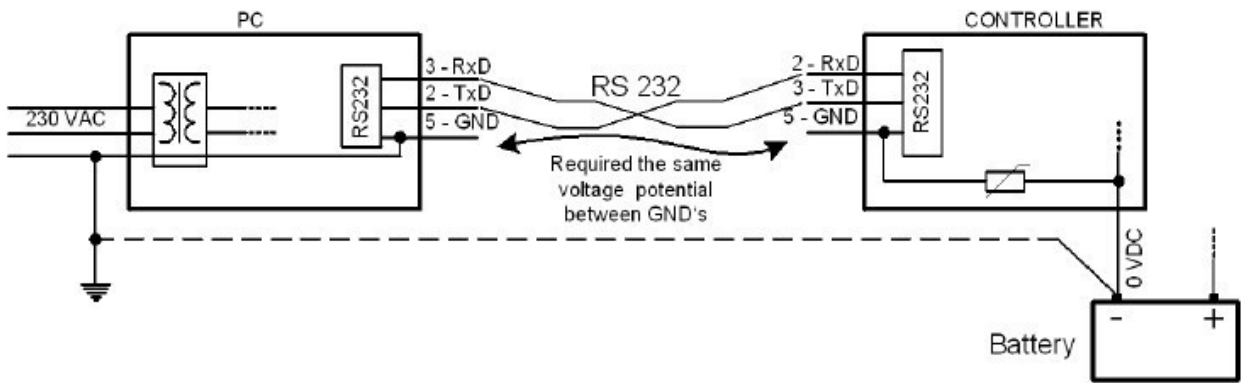 PC
CONTROLLER
230 VAC
RS232
3 - RxD
2 - TxD
5 - GND
RS 232
2 - RxD
3 - TxD
5 - GND
RS232
Required the same
voltage potential
between GND's
0 VDC
Battery
- +